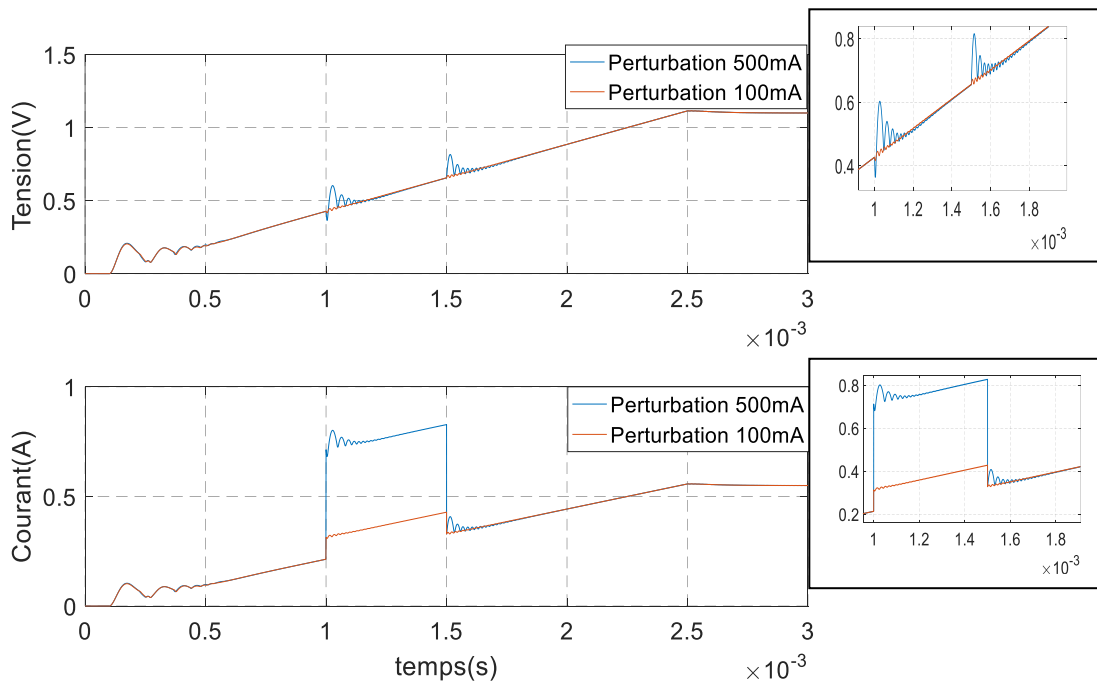 1.5
1
0.5
0
Tension(V)
Perturbation 500mA
Perturbation 100mA
0 0.5 1 1.5 2 2.5 3
×10⁻³
0.8
0.6
0.4
1 1.2 1.4 1.6 1.8
×10⁻³
1
0.5
0
Courant(A)
Perturbation 500mA
Perturbation 100mA
0 0.5 1 1.5 2 2.5 3
temps(s)
×10⁻³
0.8
0.6
0.4
0.2
1 1.2 1.4 1.6 1.8
×10⁻³